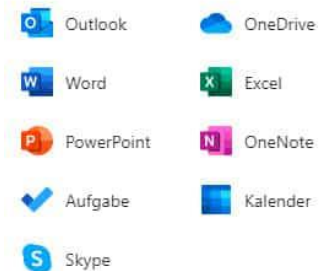 Outlook OneDrive
Word Excel
PowerPoint OneNote
Aufgabe Kalender
Skype